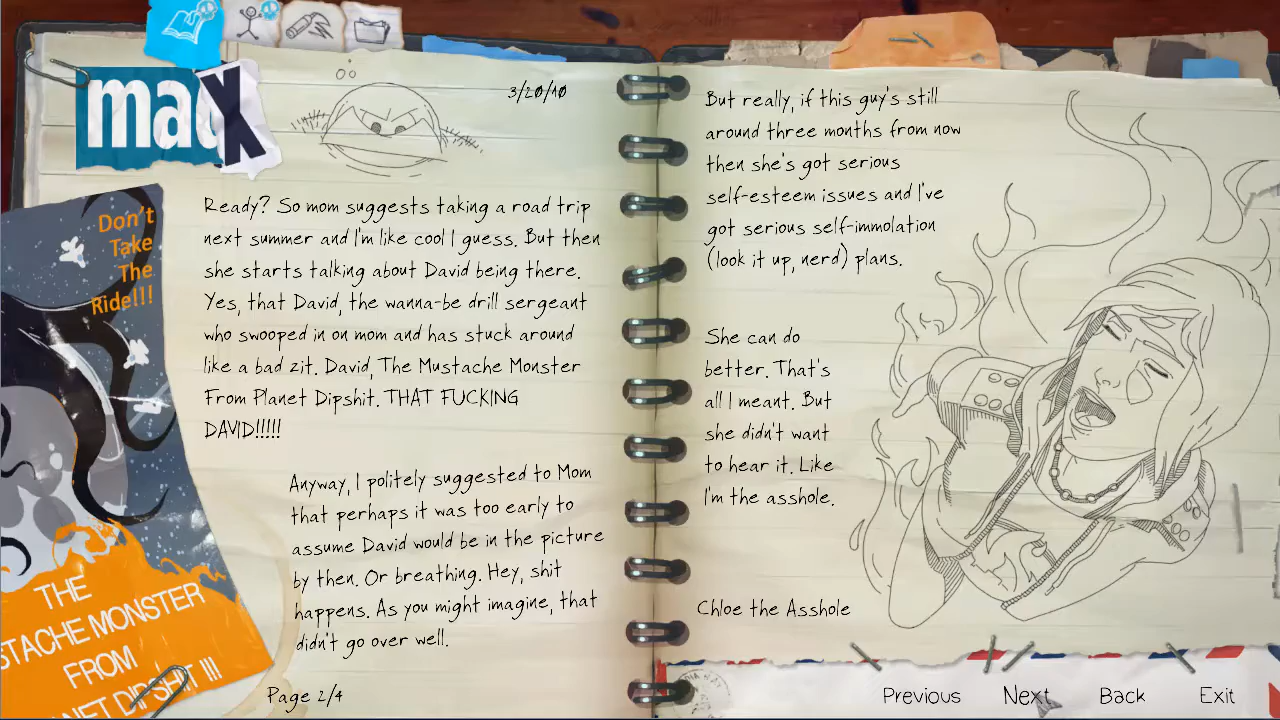 max
3/20/10
Don't
Take
The
Ride!!!
Ready? So mom suggests taking a road trip
next summer and I'm like cool I guess. But then
she starts talking about David being there.
Yes, that David, the wanna-be drill sergeant
who swooped in on mom and has stuck around
like a bad zit. David, The Mustache Monster
From Planet Dipshit. THAT FUCKING
DAVID!!!!!
Anyway, I politely suggested to Mom
that perhaps it was too early to
assume David would be in the picture
by then. Or breathing. Hey, shit
happens. As you might imagine, that
didn't go over well.
THE
STACHE MONSTER
FROM
NET DIPSHIT !!!
Page 2/4
But really, if this guy's still
around three months from now
then she's got serious
self-esteem issues and I've
got serious self-immolation
(look it up, nerd) plans.
She can do
better. That's
all I meant. But
she didn't want
to hear it. Like
I'm the asshole.
Chloe the Asshole
Previous Next Back Exit